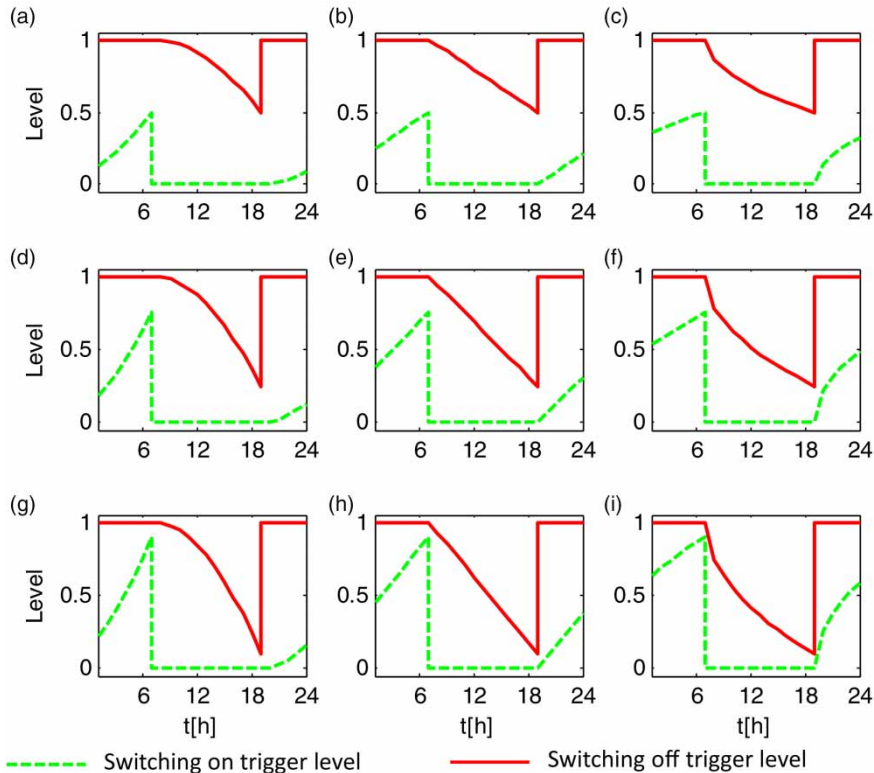 (a) (b) (c)
1 1 1
Level 0.5 0.5 0.5
0 0 0
6 12 18 24 6 12 18 24 6 12 18 24
(d) (e) (f)
1 1 1
Level 0.5 0.5 0.5
0 0 0
6 12 18 24 6 12 18 24 6 12 18 24
(g) (h) (i)
1 1 1
Level 0.5 0.5 0.5
0 0 0
6 12 18 24 6 12 18 24 6 12 18 24
t[h] t[h] t[h]
Switching on trigger level Switching off trigger level